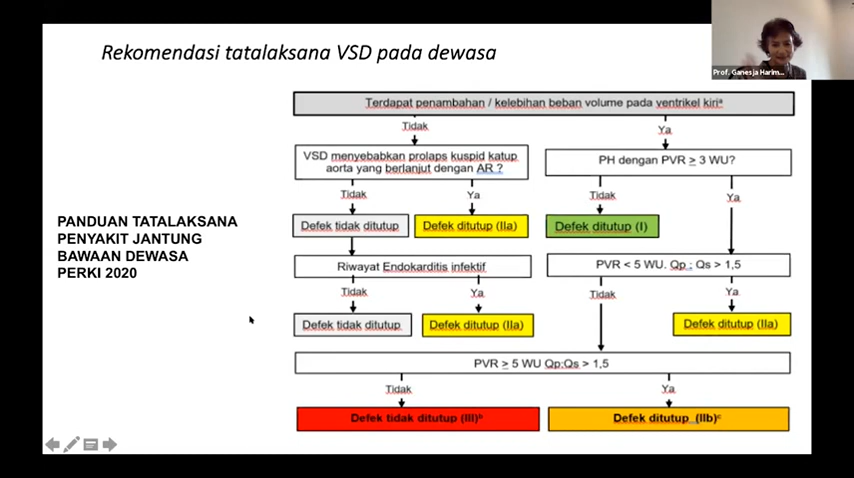 Rekomendasi tatalaksana VSD pada dewasa
Prof. Ganesja Harim...
Terdapat penambahan / kelebihan beban volume pada ventrikel kiriᵃ
Tidak
Ya
VSD menyebabkan prolaps kuspid katup
aorta yang berlanjut dengan AR ?
PH dengan PVR ≥ 3 WU?
Tidak
Ya
Tidak
Ya
PANDUAN TATALAKSANA
PENYAKIT JANTUNG
BAWAAN DEWASA
PERKI 2020
Defek tidak ditutup
Defek ditutup (IIa)
Defek ditutup (I)
Riwayat Endokarditis infektif
PVR < 5 WU. Qp : Qs > 1,5
Tidak
Ya
Tidak
Ya
Defek tidak ditutup
Defek ditutup (IIa)
Defek ditutup (IIa)
PVR ≥ 5 WU Qp:Qs > 1,5
Tidak
Ya
Defek tidak ditutup (III)ᵇ
Defek ditutup (IIb)ᶜ